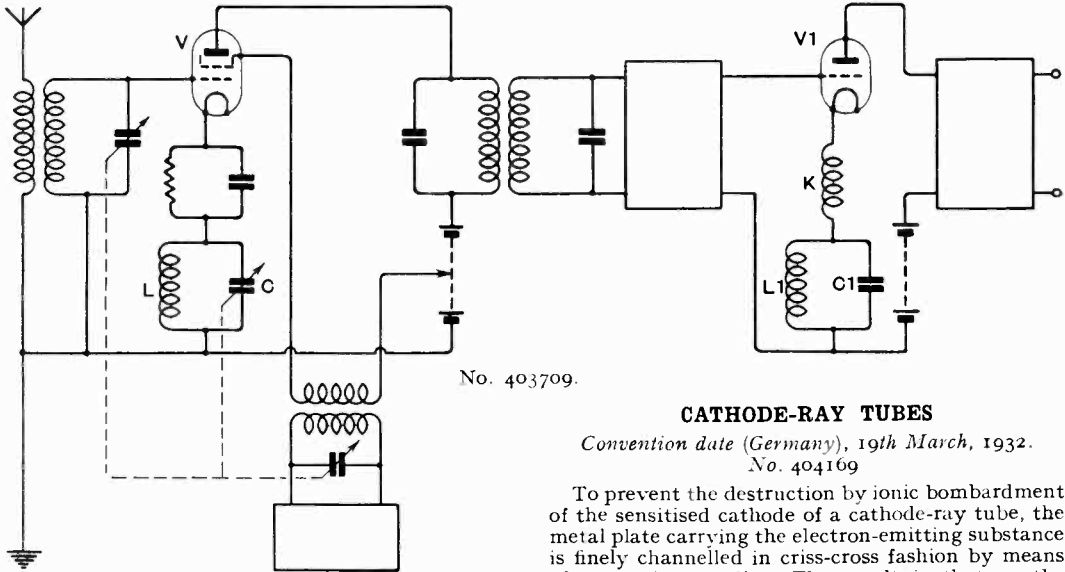 V
V1
K
L
C
L1
C1
No. 403709.
CATHODE-RAY TUBES
Convention date (Germany), 19th March, 1932.
No. 404169
To prevent the destruction by ionic bombardment
of the sensitised cathode of a cathode-ray tube, the
metal plate carrying the electron-emitting substance
is finely channelled in criss-cross fashion by means